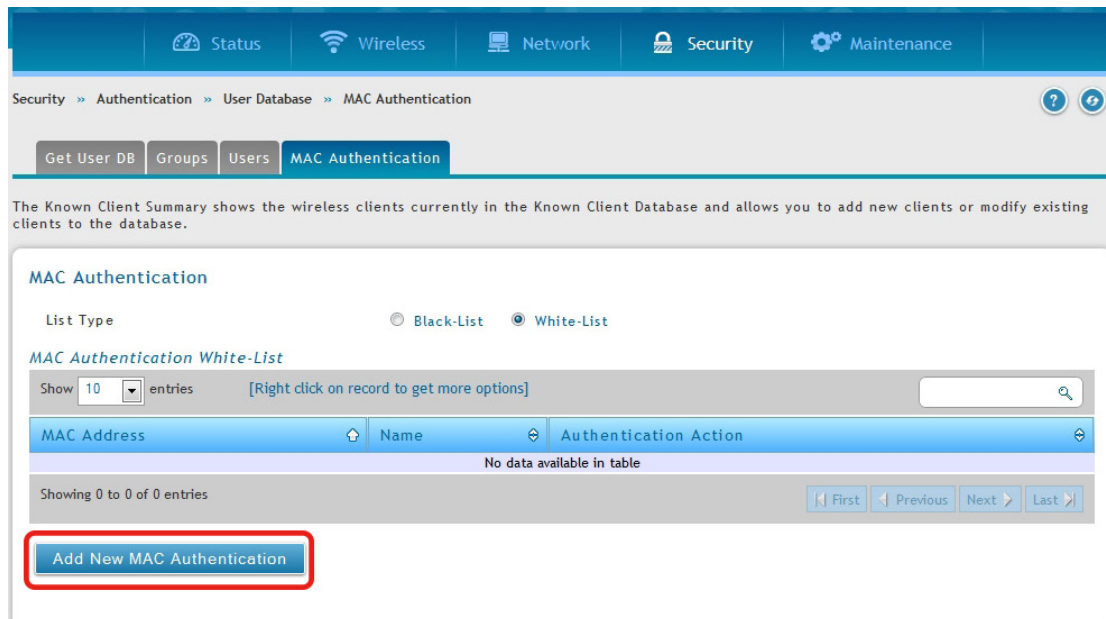 Status Wireless Network Security Maintenance
Security » Authentication » User Database » MAC Authentication
Get User DB Groups Users MAC Authentication
The Known Client Summary shows the wireless clients currently in the Known Client Database and allows you to add new clients or modify existing
clients to the database.
MAC Authentication
List Type Black-List White-List
MAC Authentication White-List
Show 10 entries [Right click on record to get more options]
MAC Address Name Authentication Action
No data available in table
Showing 0 to 0 of 0 entries First Previous Next Last
Add New MAC Authentication